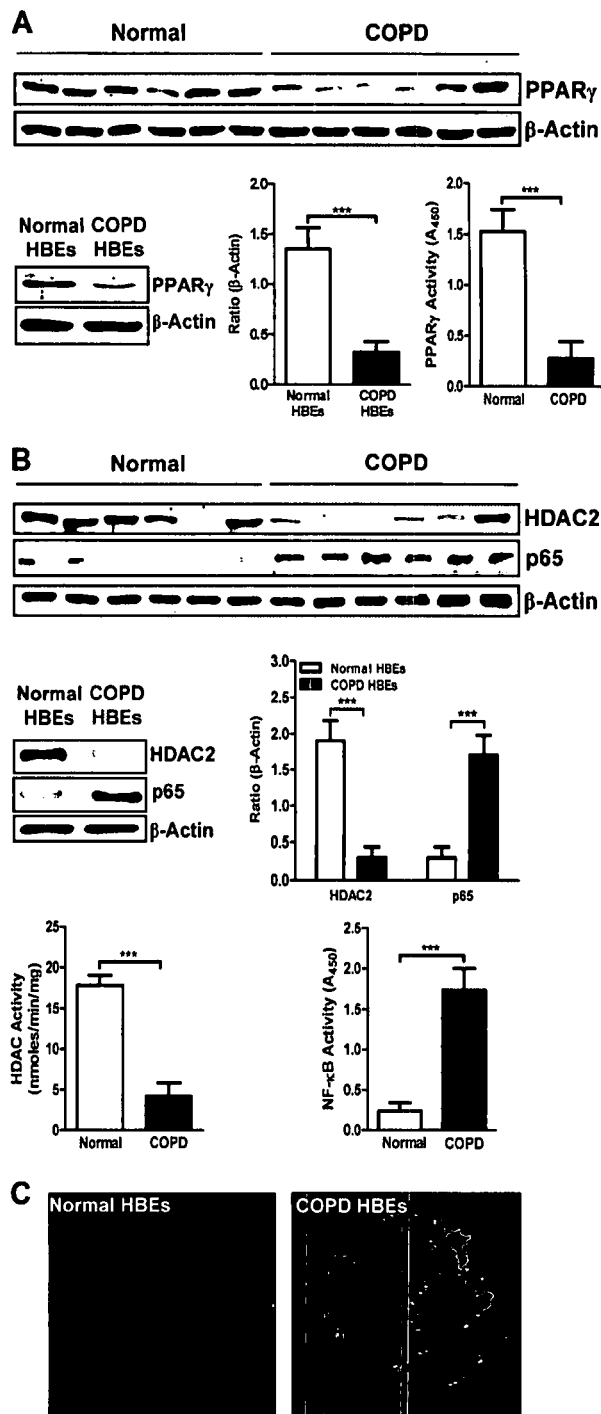 A
Normal COPD
PPARγ
β-Actin
Normal COPD
HBEs HBEs
PPARγ
β-Actin
Ratio (β-Actin)
2.0
1.5
1.0
0.5
0.0
***
Normal HBEs
COPD HBEs
PPARγ Activity (A450)
2.0
1.5
1.0
0.5
0.0
***
Normal COPD
B
Normal COPD
HDAC2
p65
β-Actin
Normal COPD
HBEs HBEs
HDAC2
p65
β-Actin
Ratio (β-Actin)
3.0
2.5
2.0
1.5
1.0
0.5
0.0
Normal HBEs
COPD HBEs
*** ***
HDAC2 p65
HDAC Activity
(nmoles/min/mg)
25
20
15
10
5
0
***
Normal COPD
NF-κB Activity (A450)
2.5
2.0
1.5
1.0
0.5
0.0
***
Normal COPD
C
Normal HBEs COPD HBEs